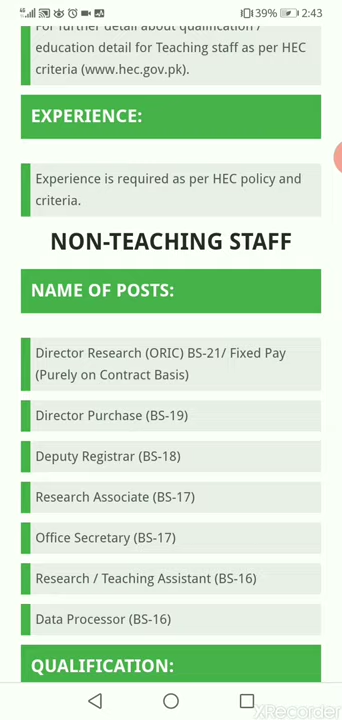 4G 39% 2:43
For further detail about qualification /
education detail for Teaching staff as per HEC
criteria (www.hec.gov.pk).
EXPERIENCE:
Experience is required as per HEC policy and
criteria.
NON-TEACHING STAFF
NAME OF POSTS:
Director Research (ORIC) BS-21/ Fixed Pay
(Purely on Contract Basis)
Director Purchase (BS-19)
Deputy Registrar (BS-18)
Research Associate (BS-17)
Office Secretary (BS-17)
Research / Teaching Assistant (BS-16)
Data Processor (BS-16)
QUALIFICATION:
XRecorder